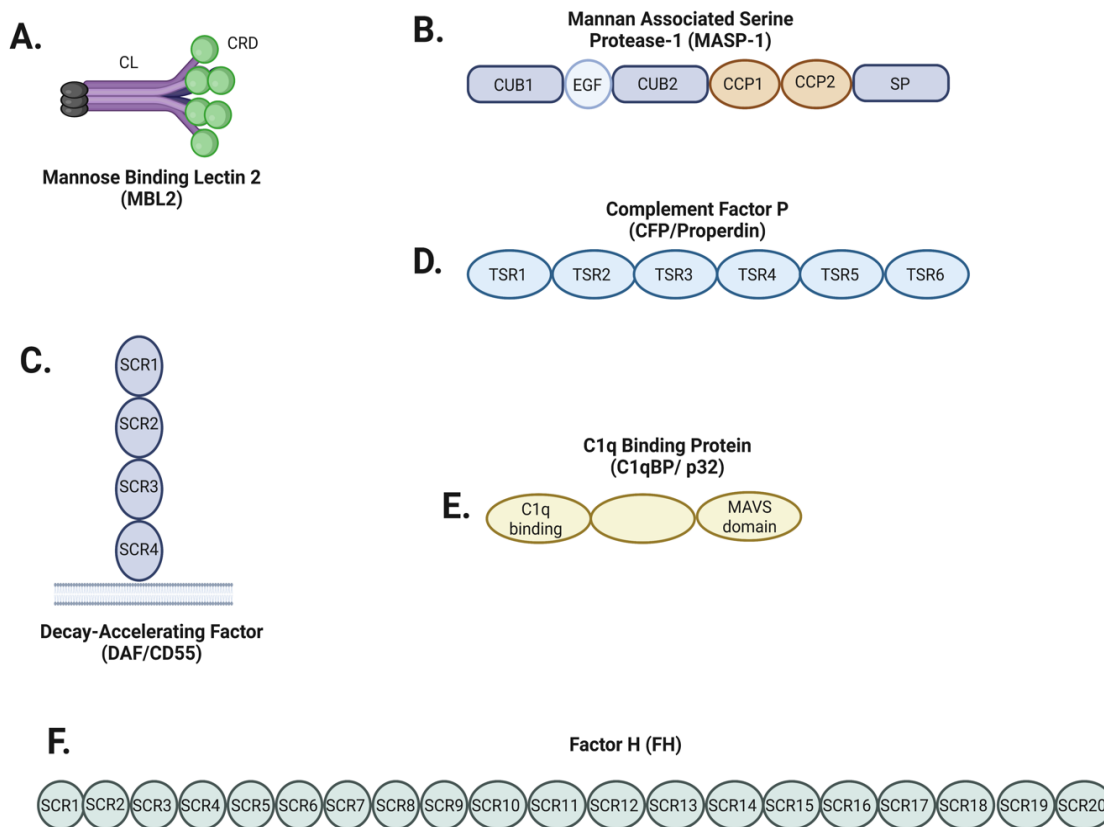 A.
CL
CRD
Mannose Binding Lectin 2
(MBL2)
B.
Mannan Associated Serine
Protease-1 (MASP-1)
CUB1 EGF CUB2 CCP1 CCP2 SP
Complement Factor P
(CFP/Properdin)
D.
TSR1 TSR2 TSR3 TSR4 TSR5 TSR6
C.
SCR1
SCR2
SCR3
SCR4
Decay-Accelerating Factor
(DAF/CD55)
C1q Binding Protein
(C1qBP/ p32)
E.
C1q
binding
MAVS
domain
F.
Factor H (FH)
SCR1 SCR2 SCR3 SCR4 SCR5 SCR6 SCR7 SCR8 SCR9 SCR10 SCR11 SCR12 SCR13 SCR14 SCR15 SCR16 SCR17 SCR18 SCR19 SCR20